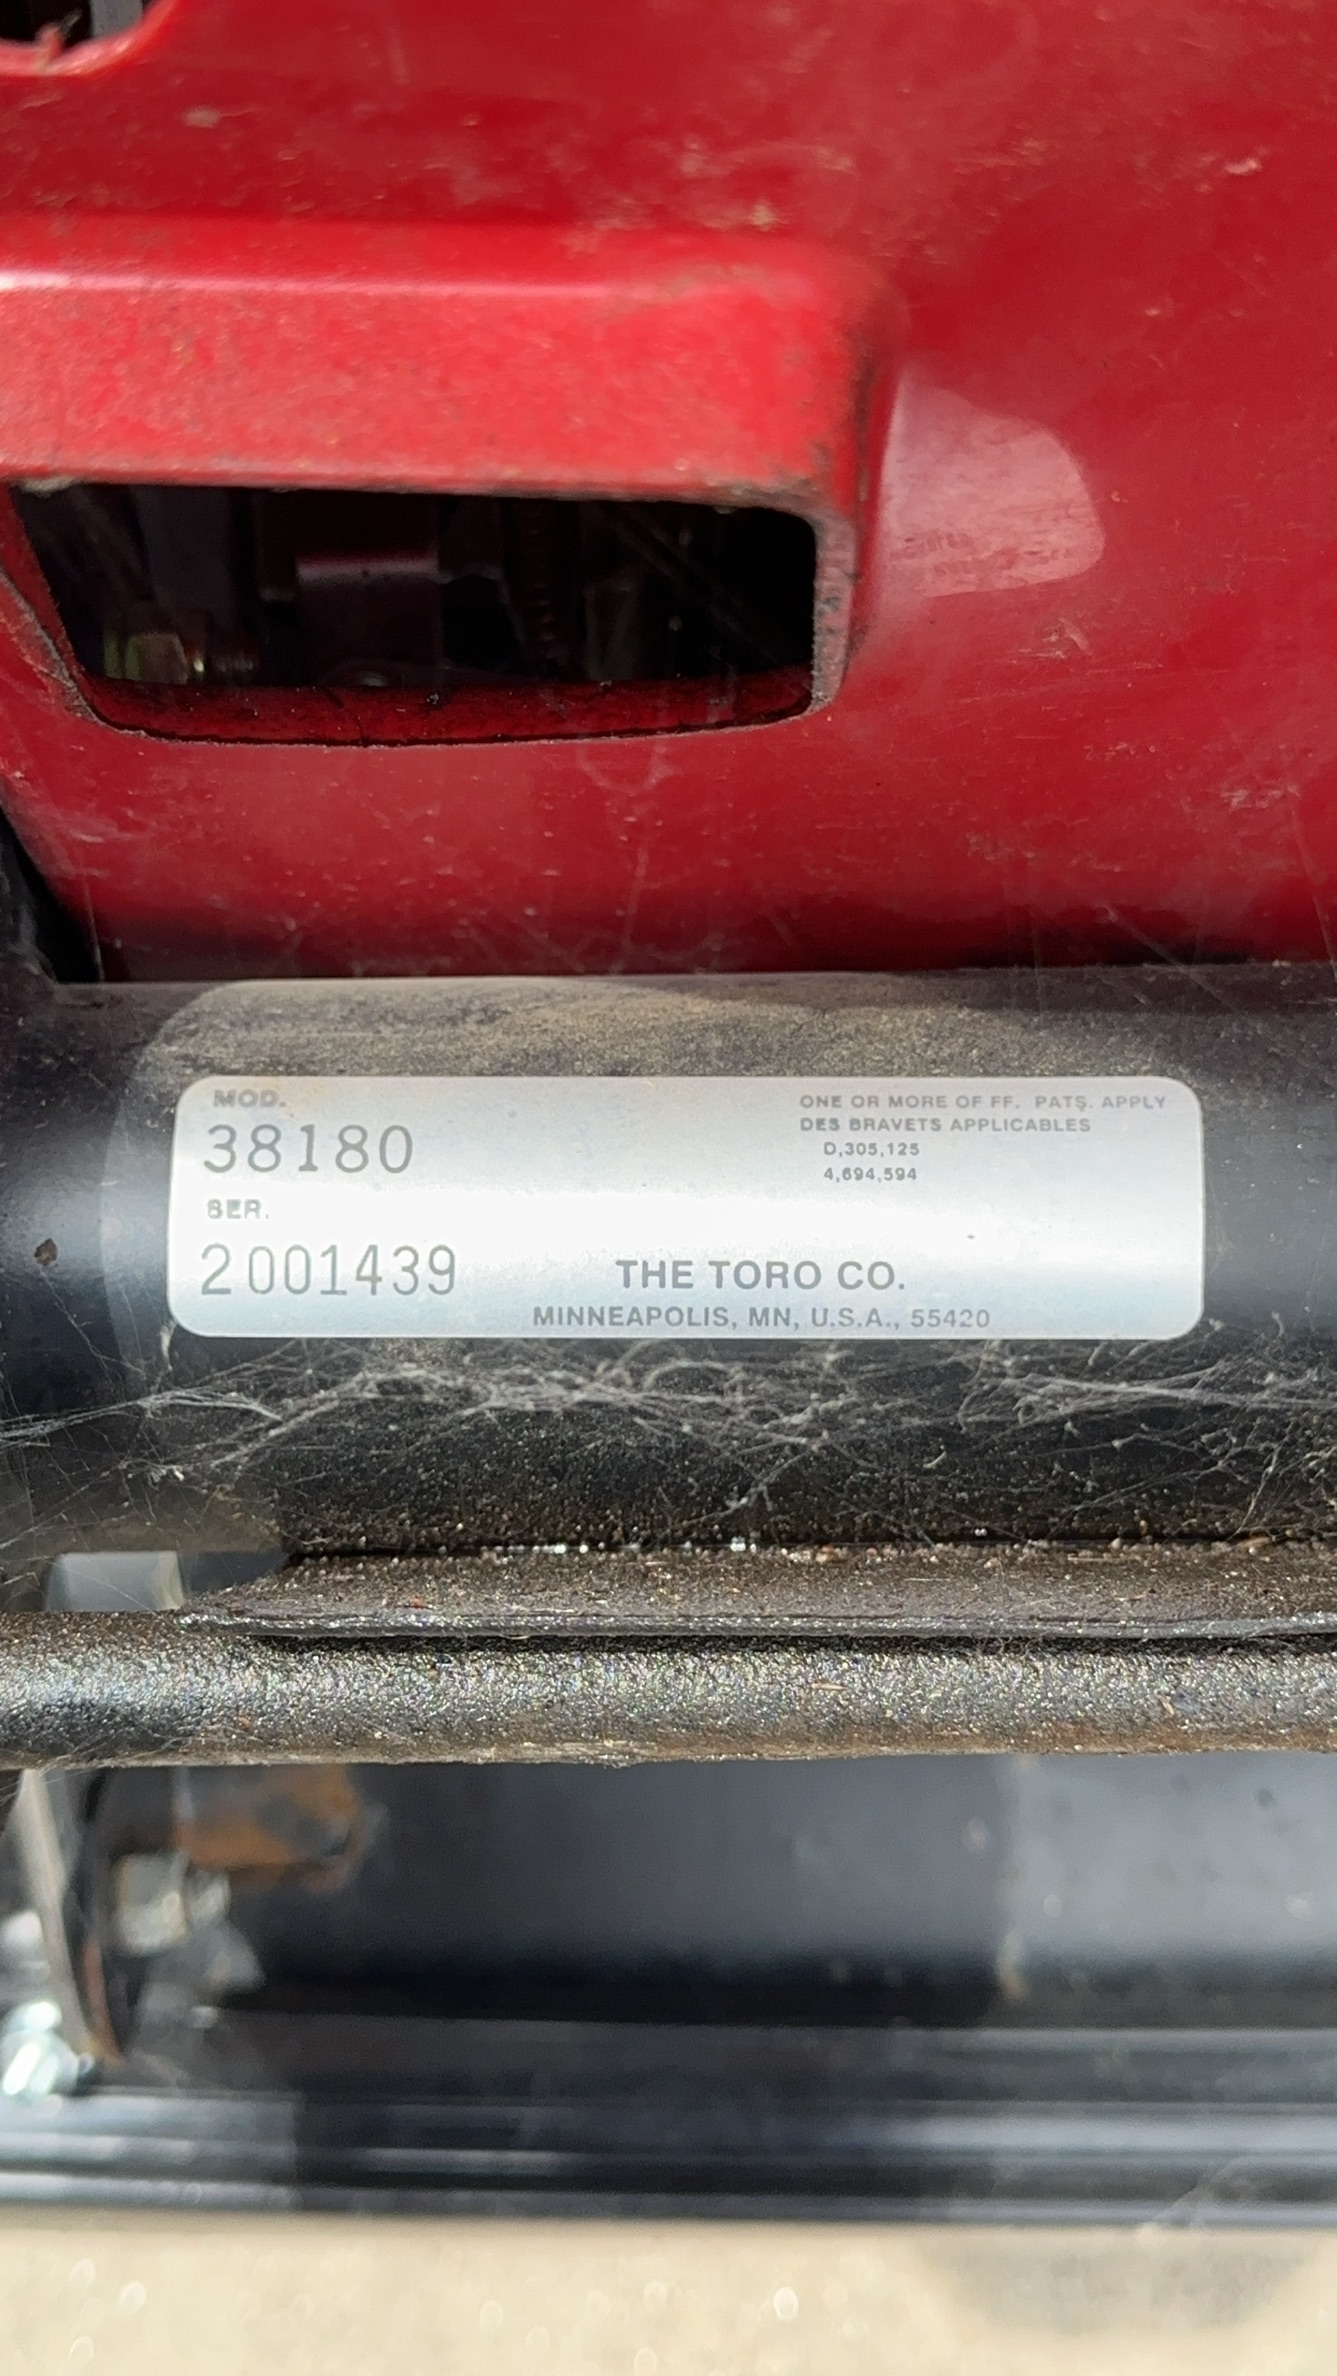 MOD.
38180
SER.
2001439
ONE OR MORE OF FF. PATS. APPLY
DES BRAVETS APPLICABLES
D,305,125
4,694,594
THE TORO CO.
MINNEAPOLIS, MN, U.S.A., 55420